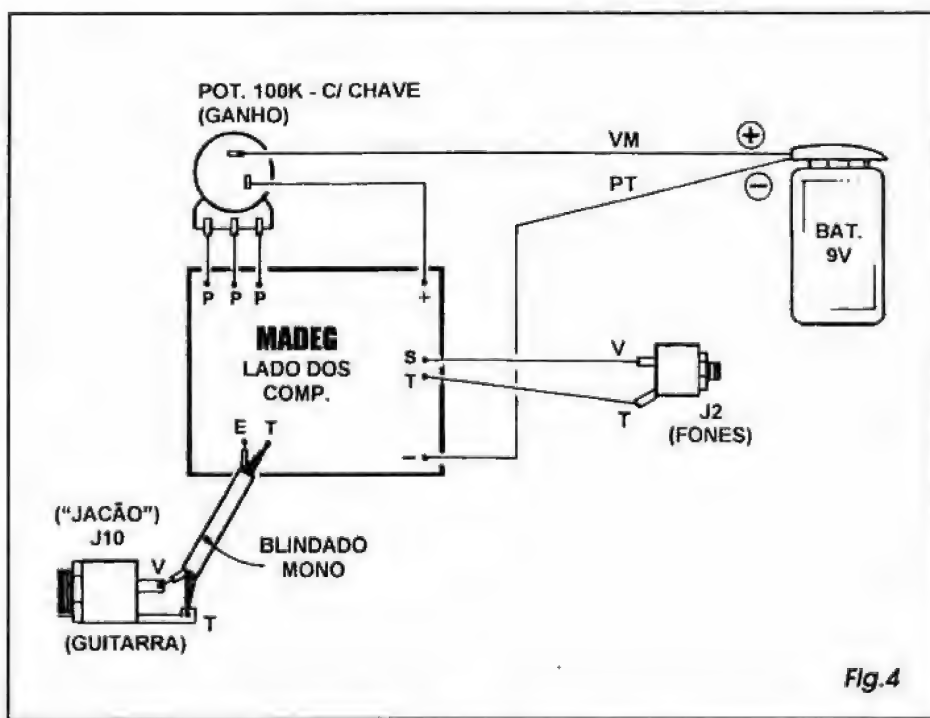 POT. 100K - C/ CHAVE
(GANHO)
VM
+
PT
−
BAT.
9V
P P P
+
MADEG
LADO DOS
COMP.
S
T
V
T
J2
(FONES)
E T
−
("JACÃO")
J10
V
BLINDADO
MONO
T
(GUITARRA)
Fig.4